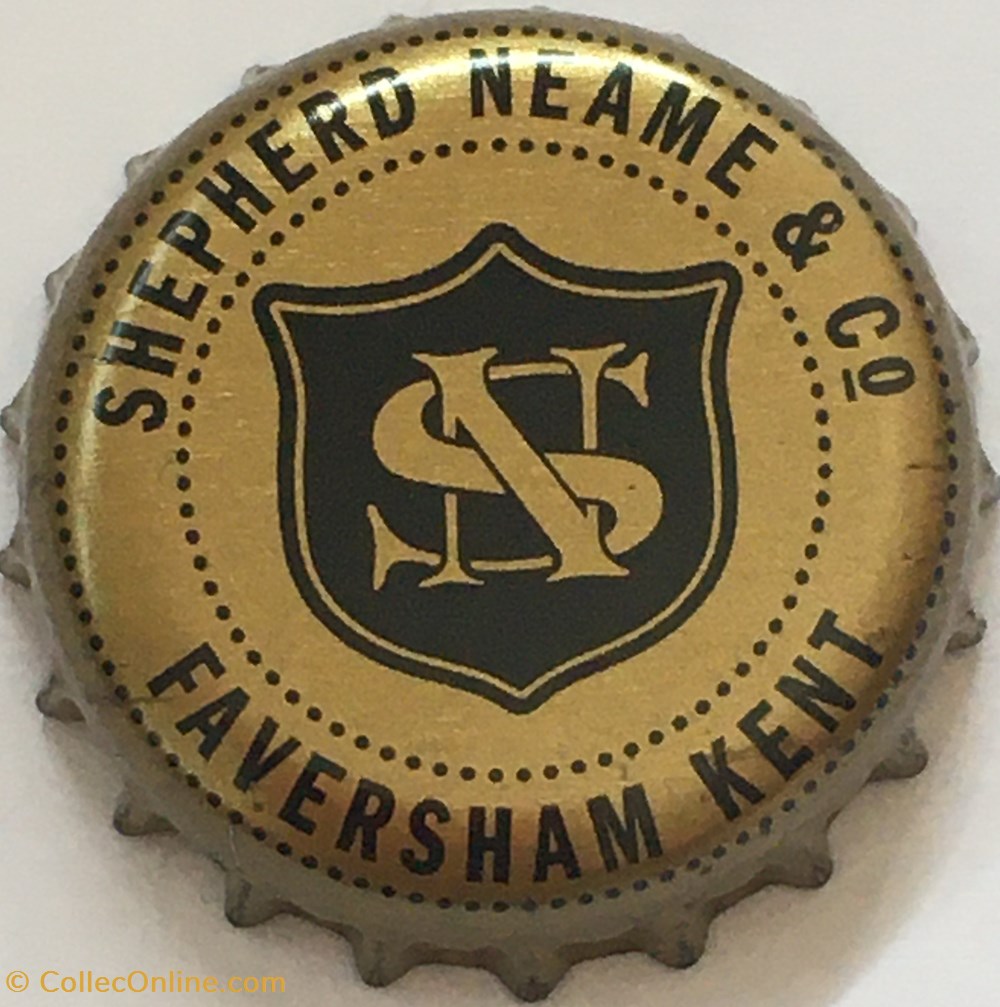 SHEPHERD NEAME & Cº
SN
FAVERSHAM KENT
© CollecOnline.com